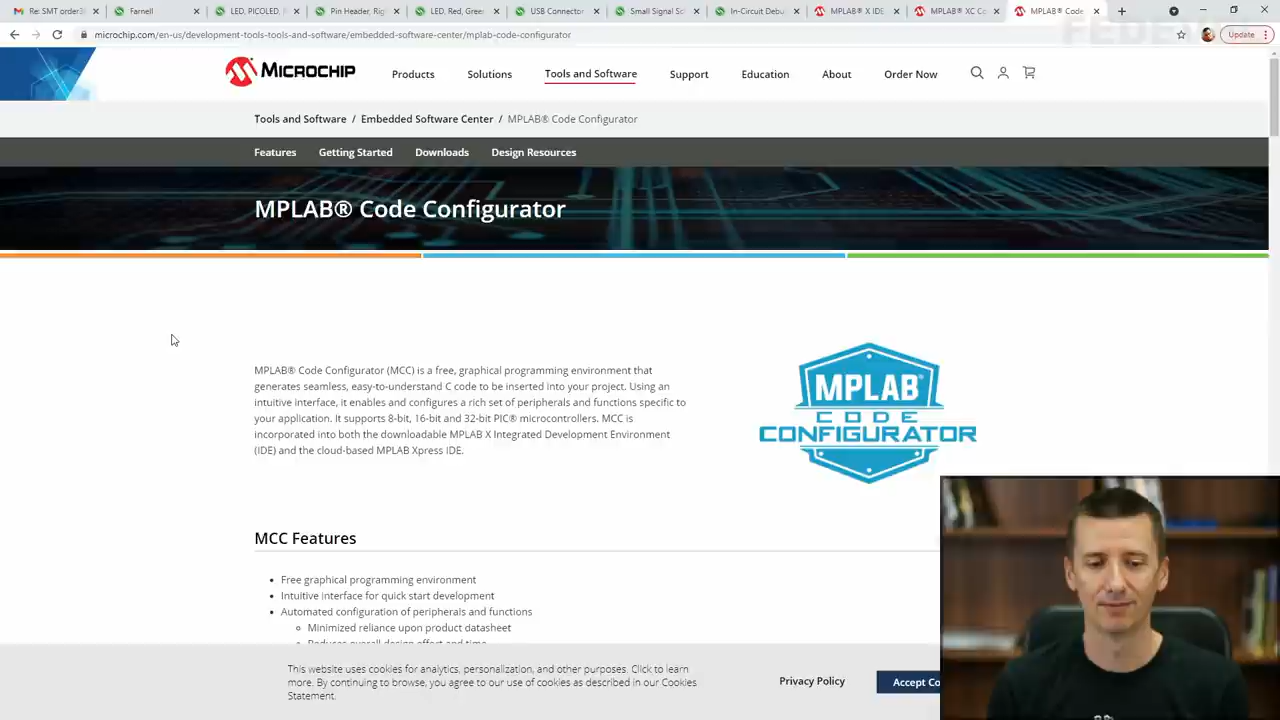 Re: SMT order3
Farnell
LED, PICOLED, P
Pin Header, Righ
LED, Red, Green
USB Connector
Small Signal Sc
In-Circuit Debu
MPLAB® X IDE
MPLAB® XC Co
MPLAB® Code
microchip.com/en-us/development-tools-tools-and-software/embedded-software-center/mplab-code-configurator
Update
FEDEV
MICROCHIP
Products
Solutions
Tools and Software
Support
Education
About
Order Now
Tools and Software / Embedded Software Center / MPLAB® Code Configurator
Features
Getting Started
Downloads
Design Resources
MPLAB® Code Configurator
MPLAB® Code Configurator (MCC) is a free, graphical programming environment that
generates seamless, easy-to-understand C code to be inserted into your project. Using an
intuitive interface, it enables and configures a rich set of peripherals and functions specific to
your application. It supports 8-bit, 16-bit and 32-bit PIC® microcontrollers. MCC is
incorporated into both the downloadable MPLAB X Integrated Development Environment
(IDE) and the cloud-based MPLAB Xpress IDE.
MPLAB®
CODE
CONFIGURATOR
MCC Features
• Free graphical programming environment
• Intuitive interface for quick start development
• Automated configuration of peripherals and functions
Minimized reliance upon product datasheet
Reduces overall design effort and time
This website uses cookies for analytics, personalization, and other purposes. Click to learn
more. By continuing to browse, you agree to our use of cookies as described in our Cookies
Statement.
Privacy Policy
Accept Co